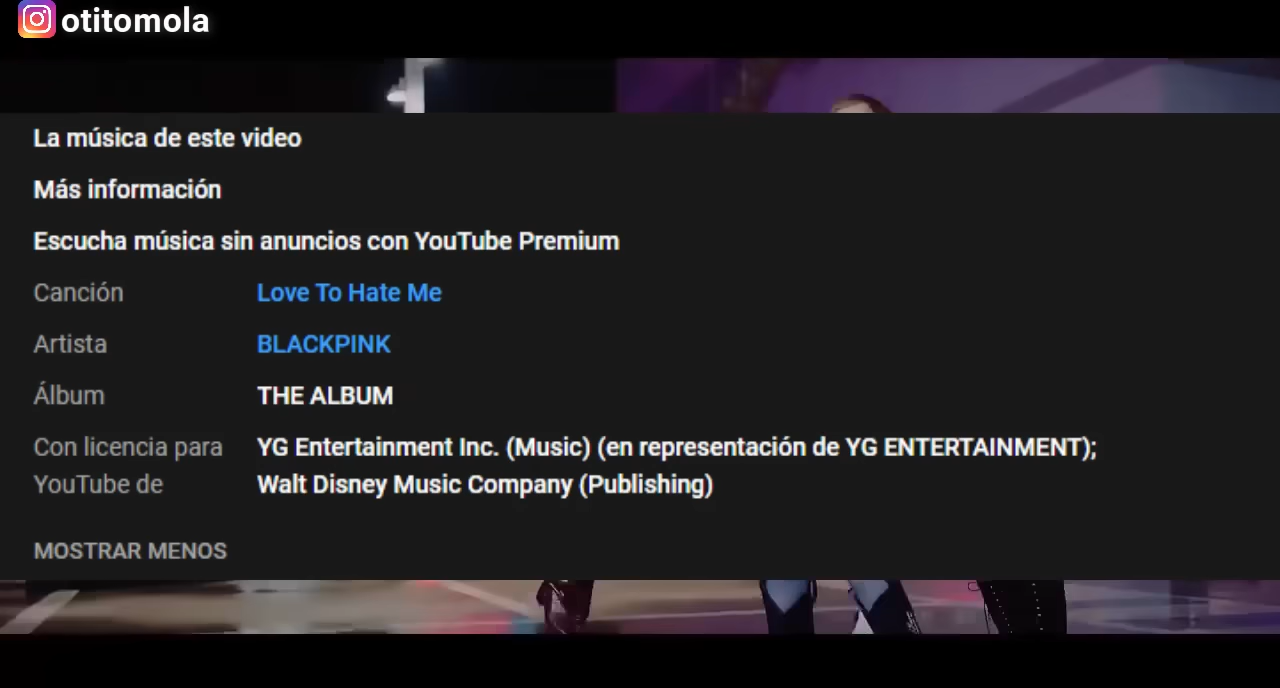 otitomola
La música de este video
Más información
Escucha música sin anuncios con YouTube Premium
Canción Love To Hate Me
Artista BLACKPINK
Álbum THE ALBUM
Con licencia para YG Entertainment Inc. (Music) (en representación de YG ENTERTAINMENT);
YouTube de Walt Disney Music Company (Publishing)
MOSTRAR MENOS